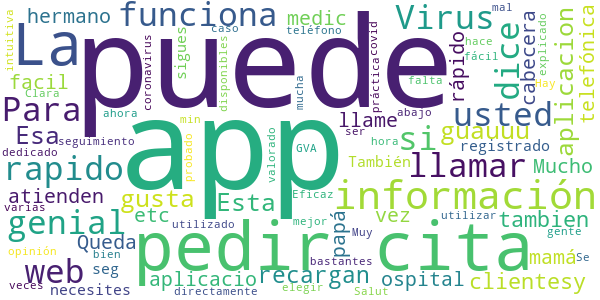 hermano funciona medic Virus dice cabecera rápido aplicacion telefónica
intuitiva La puede mal
coronavirus sigues caso disponibles teléfono mucha práctica covid hace fácil explicado
facil Clara Para ahora min falta abajo Hay
Esa seguimiento app GVA llame ser hora si usted guauuu registrado
dedicado rapido probado valorado También llamar Mucho
atienden gusta Esta Eficaz información
genial etc utilizado mejor Muy papá vez utilizar tambien gente
varias Queda pedir cita mamá Se
opinión bien seg aplicacio recargan bastantes ospital clientesy
web veces necesites directamente elegir Salut